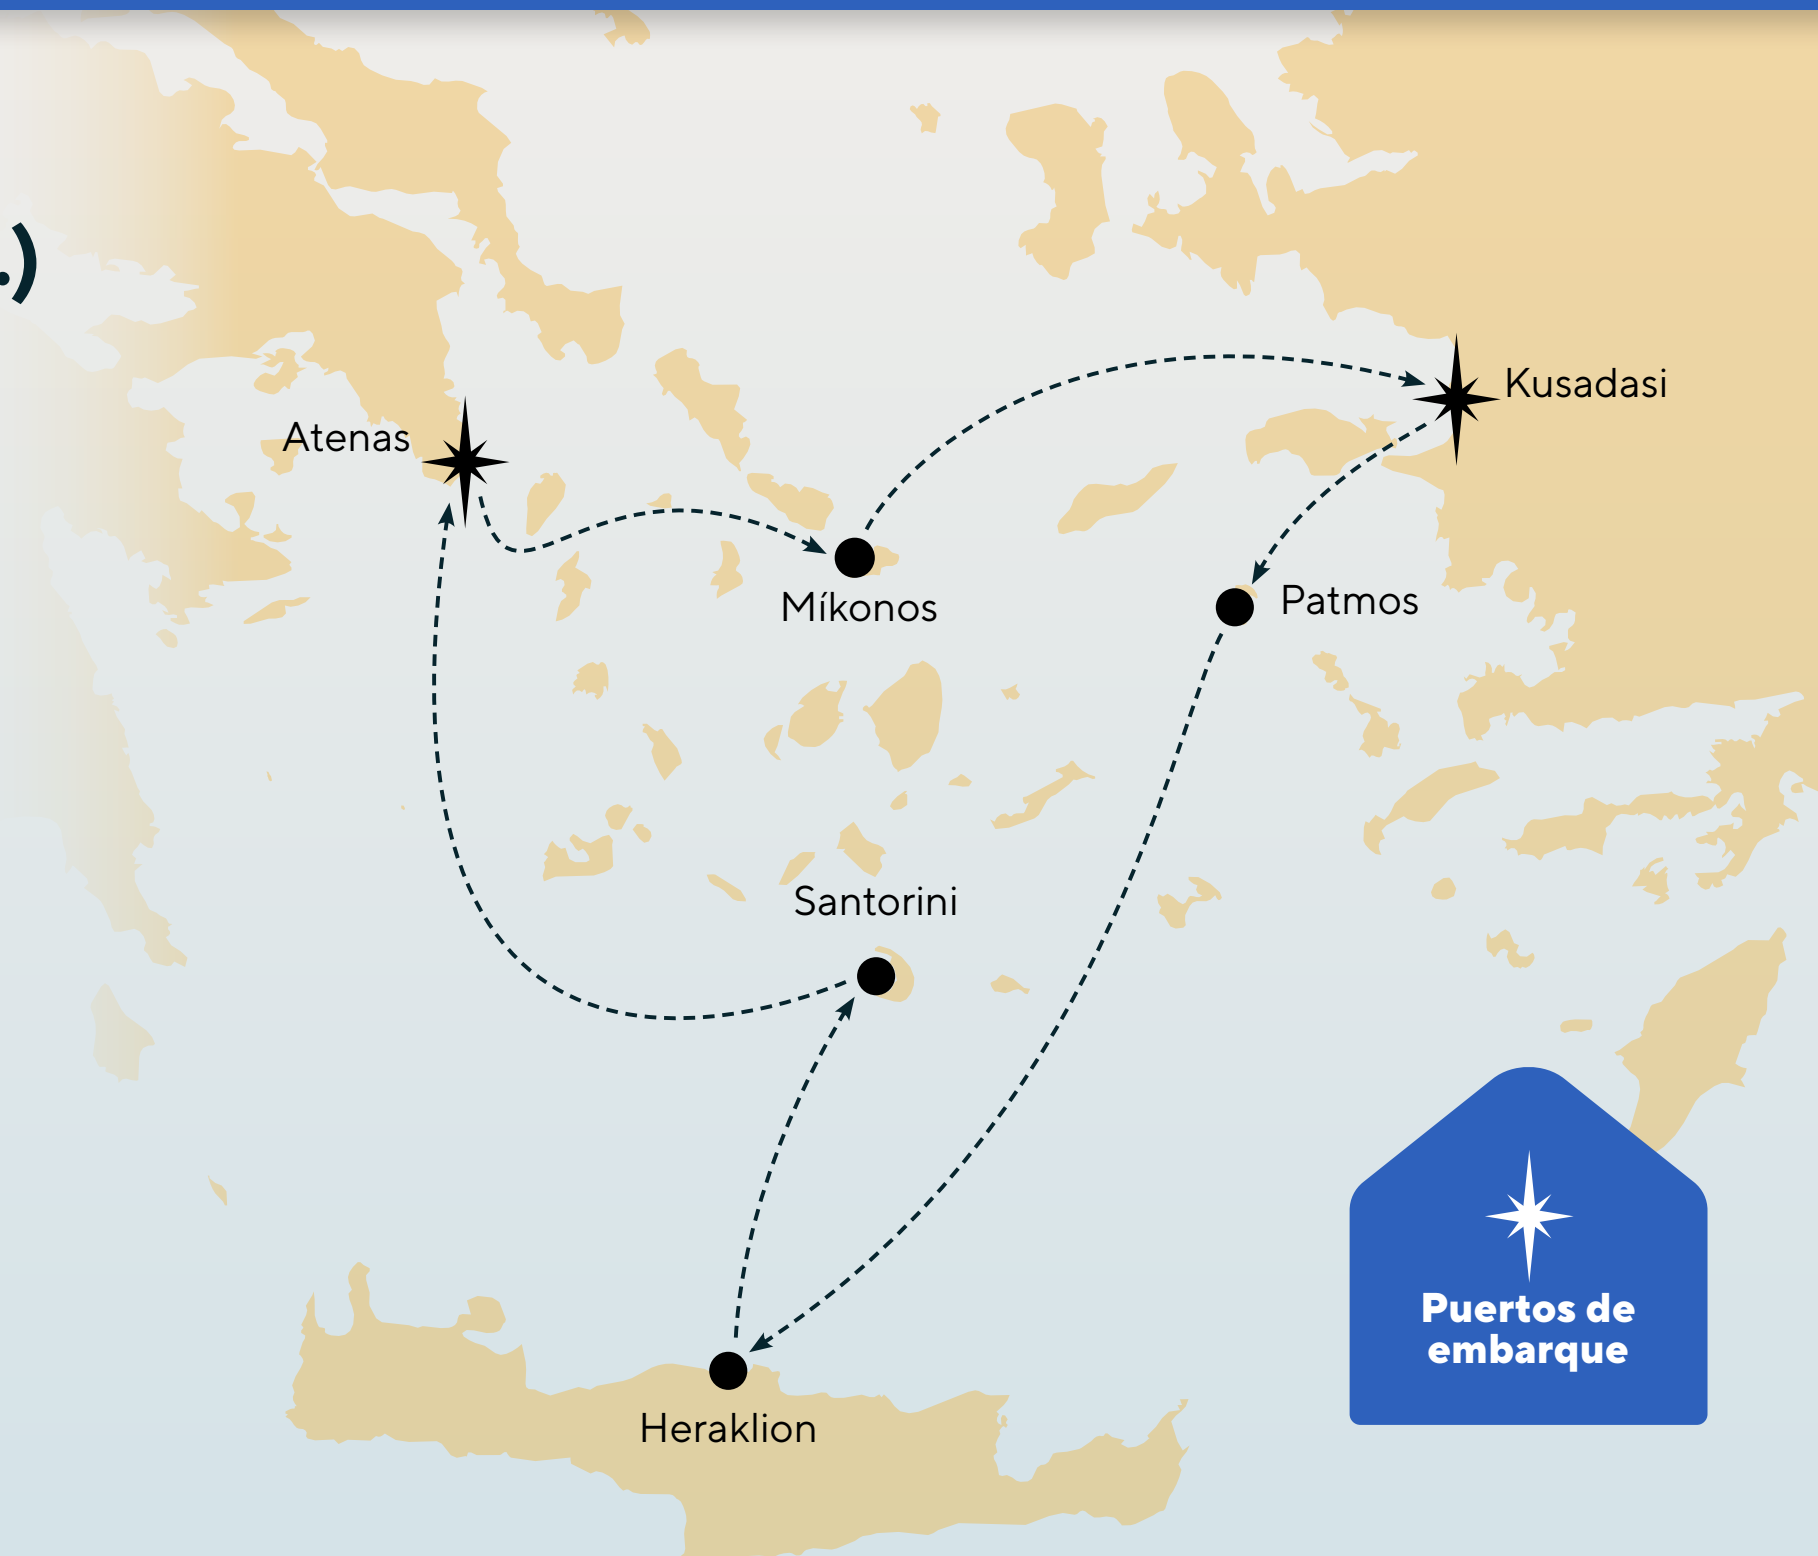 .)
Kusadasi
Atenas
Patmos
Míkonos
Santorini
Puertos de
embarque
Heraklion